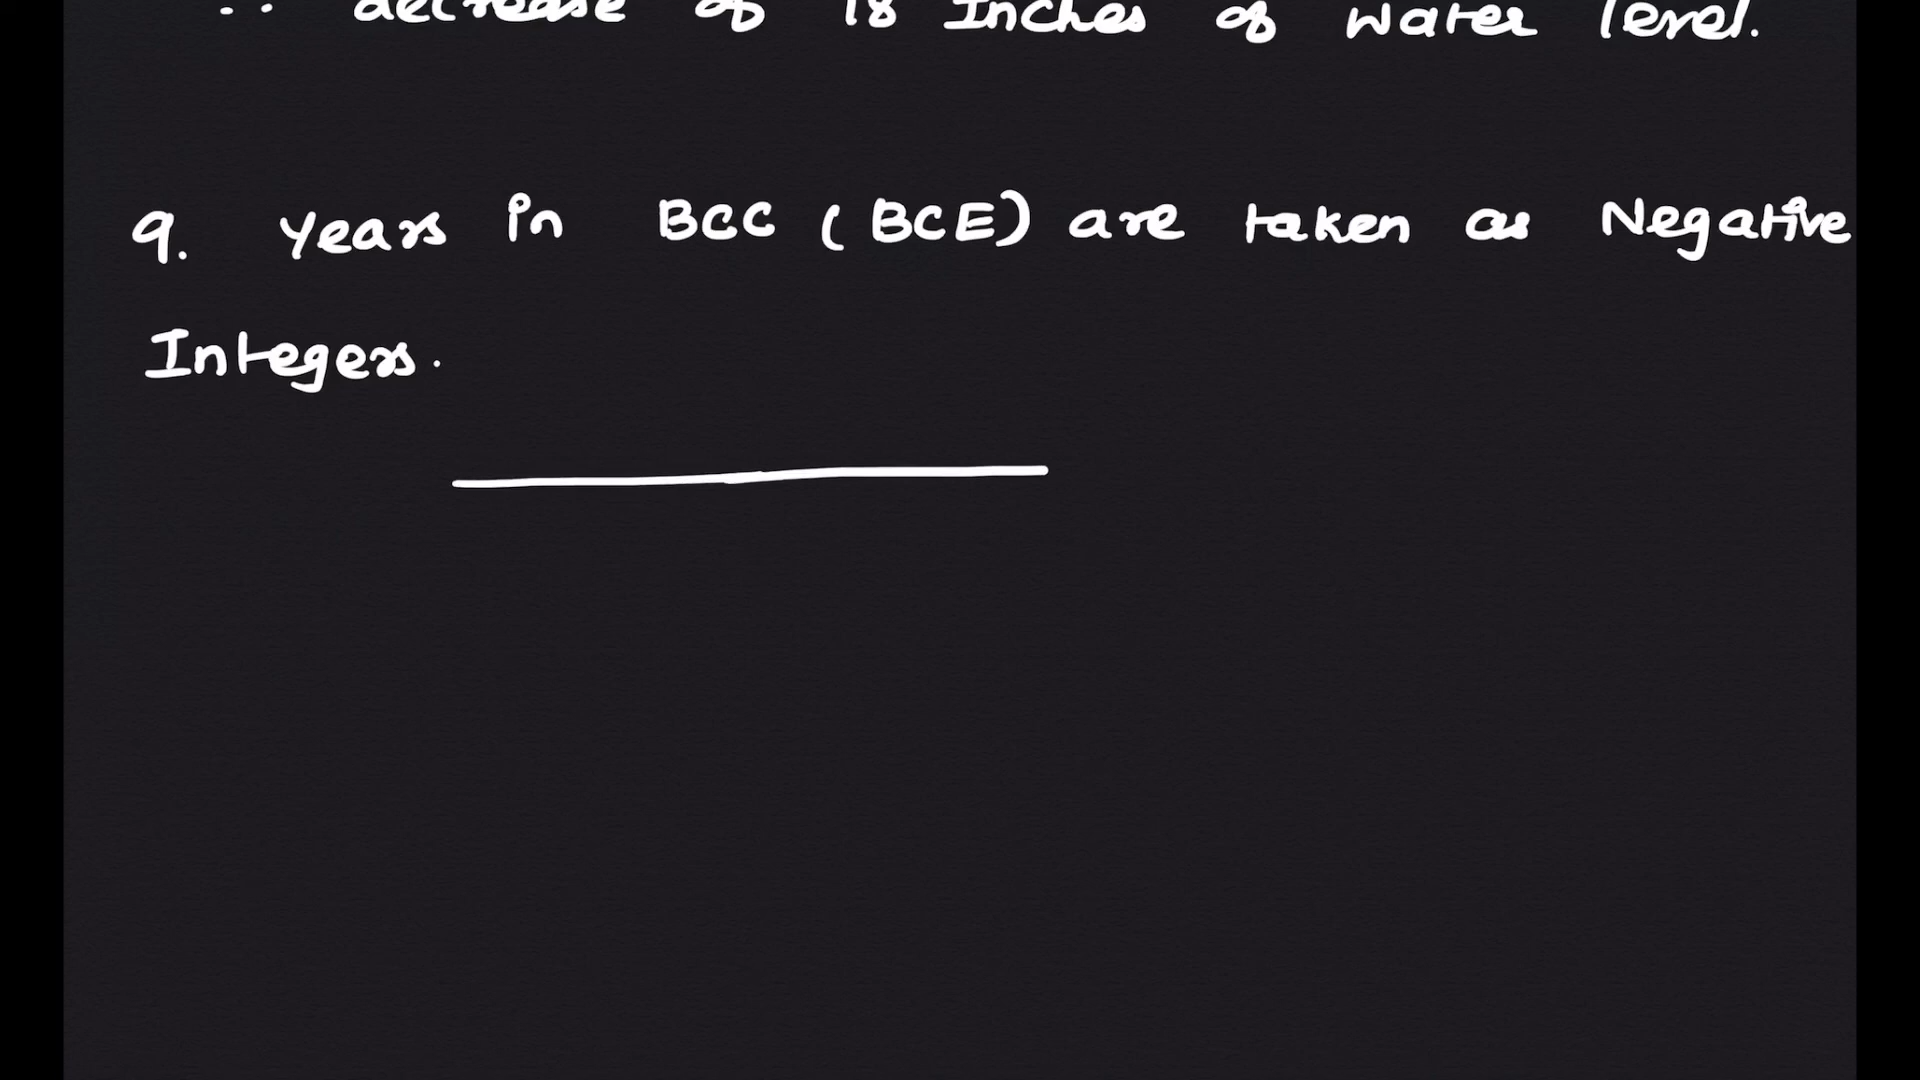 ∴ decrease of 18 Inches of water level.
9. years in BCC (BCE) are taken as Negative
Integers.